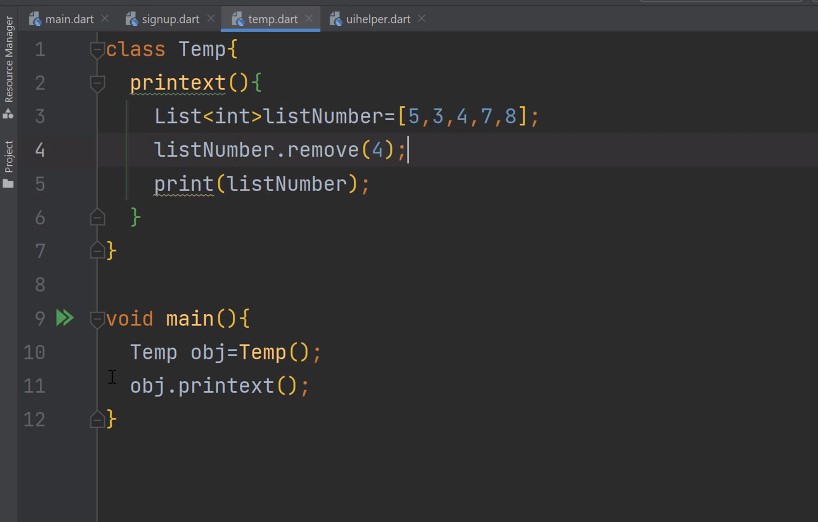 main.dart signup.dart temp.dart uihelper.dart
Resource Manager
Project
1 class Temp{
2 printext(){
3 List<int>listNumber=[5,3,4,7,8];
4 listNumber.remove(4);
5 print(listNumber);
6 }
7 }
8
9 void main(){
10 Temp obj=Temp();
11 obj.printext();
12 }